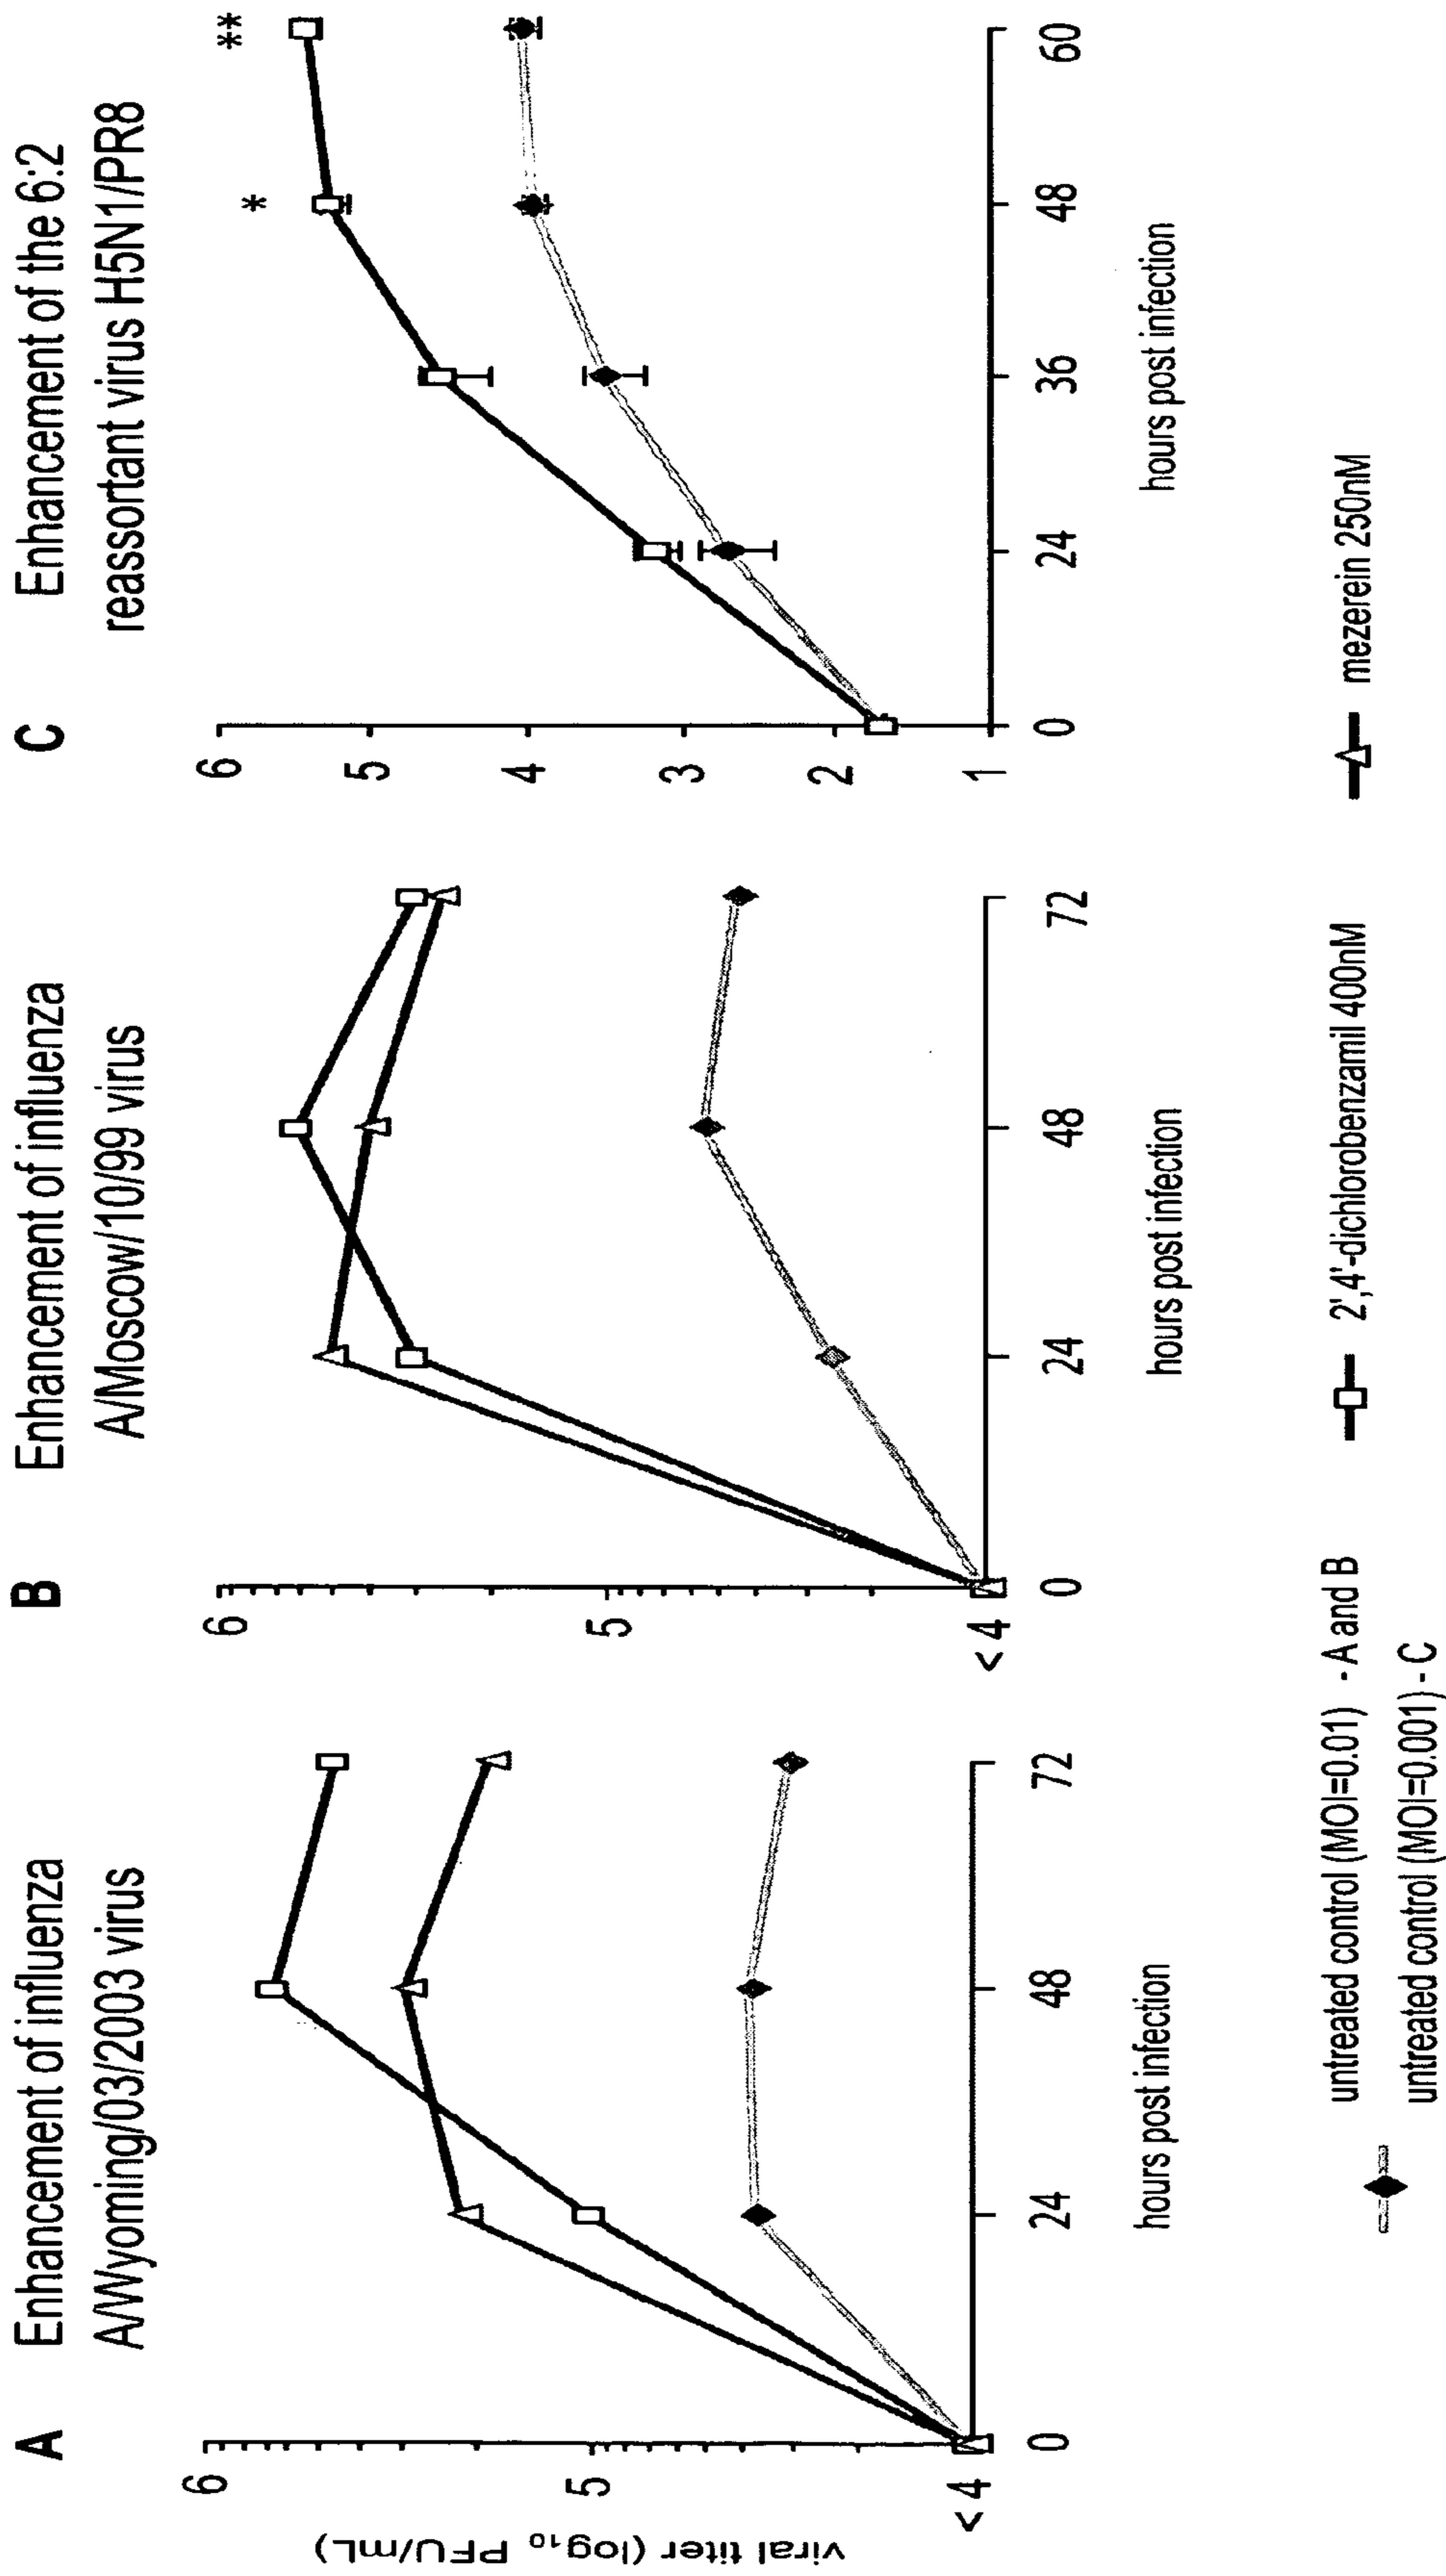 A Enhancement of influenza
A/Wyoming/03/2003 virus
viral titer (log10 PFU/mL)
6
5
< 4
0 24 48 72
hours post infection
B Enhancement of influenza
A/Moscow/10/99 virus
6
5
< 4
0 24 48 72
hours post infection
C Enhancement of the 6:2
reassortant virus H5N1/PR8
* **
6
5
4
3
2
1
0 24 36 48 60
hours post infection
untreated control (MOI=0.01) - A and B
untreated control (MOI=0.001) - C
2',4'-dichlorobenzamil 400nM
mezerein 250nM